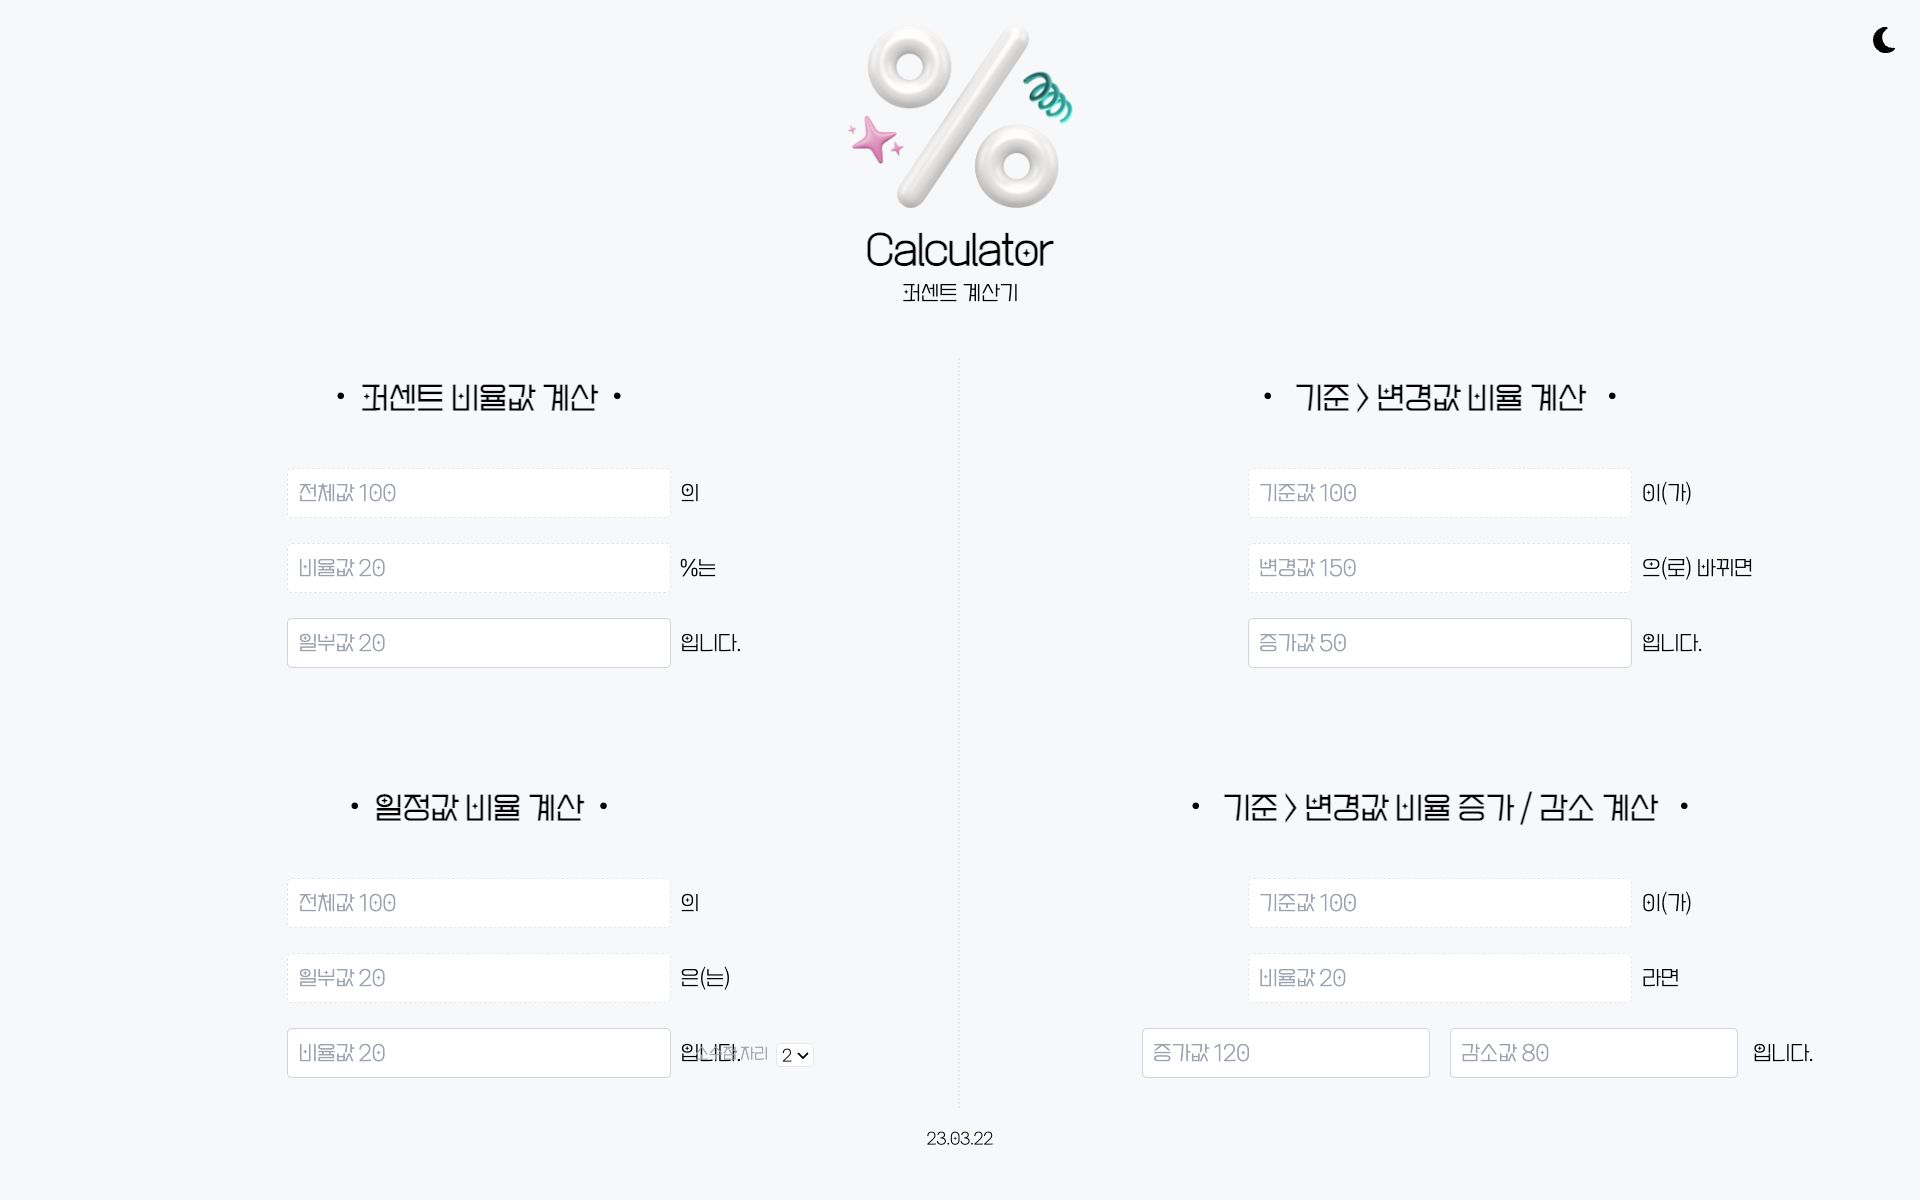 Calculator
퍼센트 계산기
• 퍼센트 비율값 계산 •
전체값 100 의
비율값 20 %는
일부값 20 입니다.
• 일정값 비율 계산 •
전체값 100 의
일부값 20 은(는)
비율값 20 입니다. 소수점자리 2
• 기준 > 변경값 비율 계산 •
기준값 100 이(가)
변경값 150 으(로) 바뀌면
증가값 50 입니다.
• 기준 > 변경값 비율 증가 / 감소 계산 •
기준값 100 이(가)
비율값 20 라면
증가값 120 감소값 80 입니다.
23.03.22